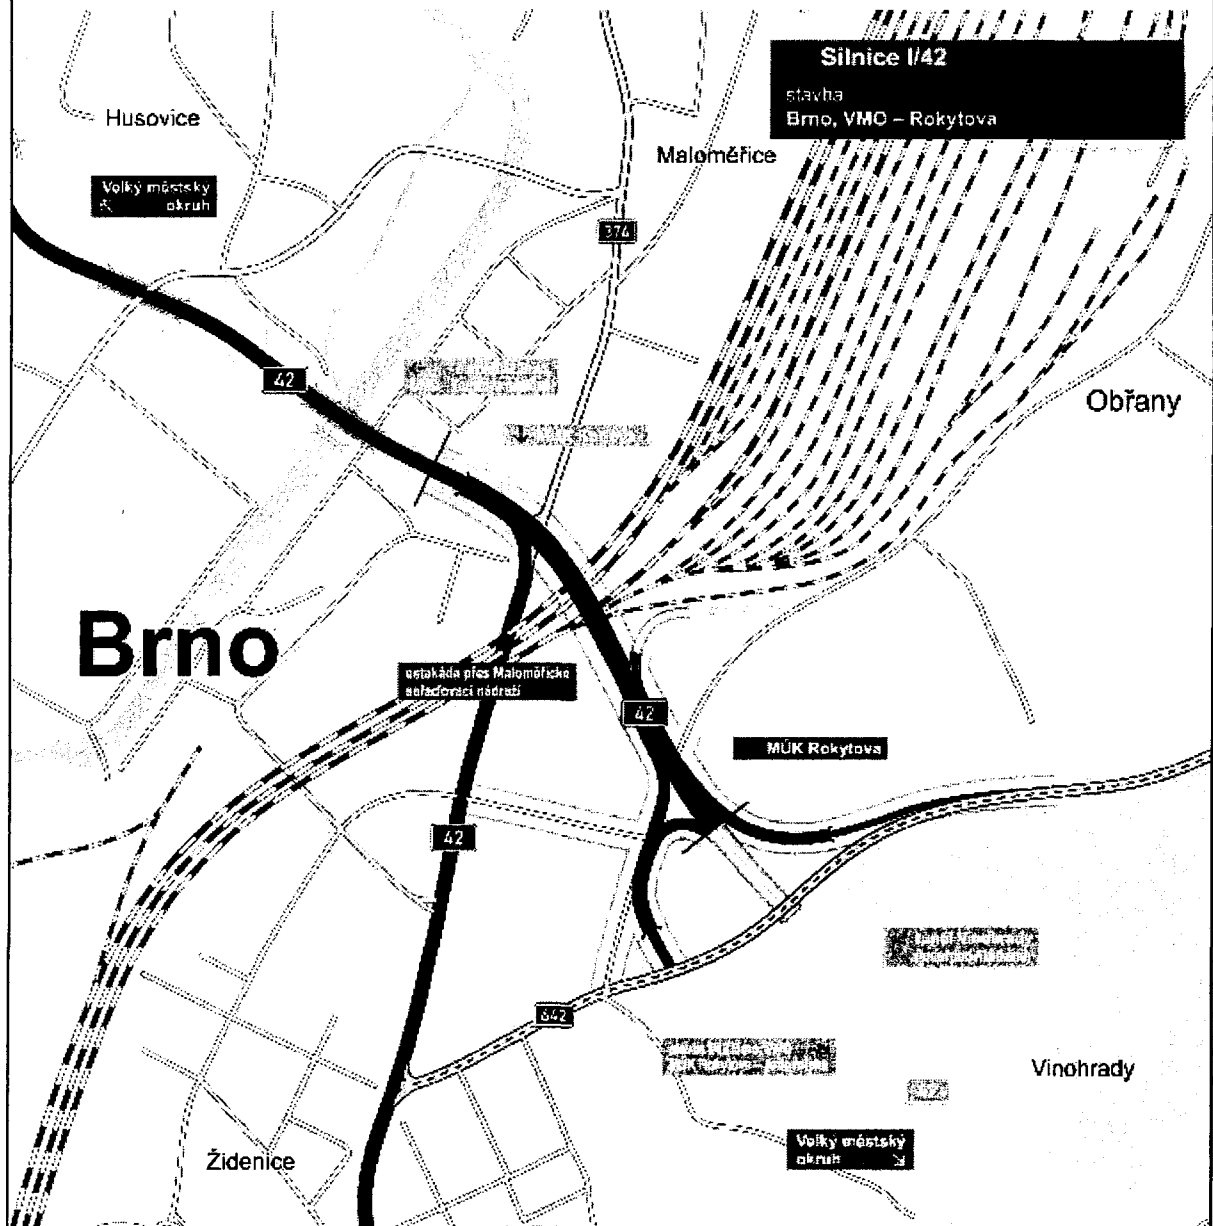 Silnice I/42
stavba
Brno, VMO – Rokytova
Husovice
Maloměřice
Velký městský
okruh
374
42
Obřany
Brno
estakáda přes Maloměřické
seřaďovací nádraží
42
MÚK Rokytova
42
642
Vinohrady
Velký městský
okruh
Židenice